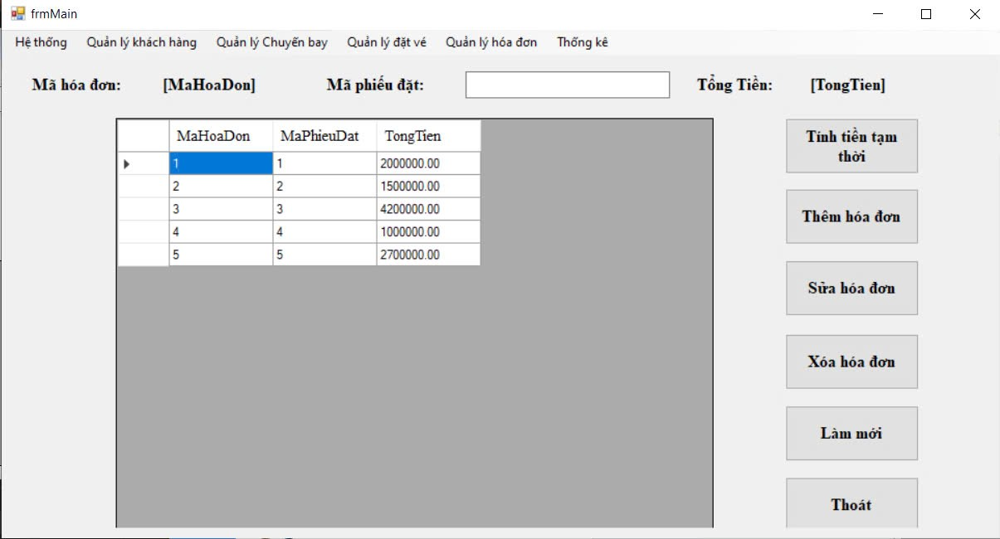 frmMain
Hệ thống Quản lý khách hàng Quản lý Chuyến bay Quản lý đặt vé Quản lý hóa đơn Thống kê
Mã hóa đơn: [MaHoaDon] Mã phiếu đặt: Tổng Tiền: [TongTien]
MaHoaDon MaPhieuDat TongTien
1 1 2000000.00
2 2 1500000.00
3 3 4200000.00
4 4 1000000.00
5 5 2700000.00
Tính tiền tạm
thời
Thêm hóa đơn
Sửa hóa đơn
Xóa hóa đơn
Làm mới
Thoát